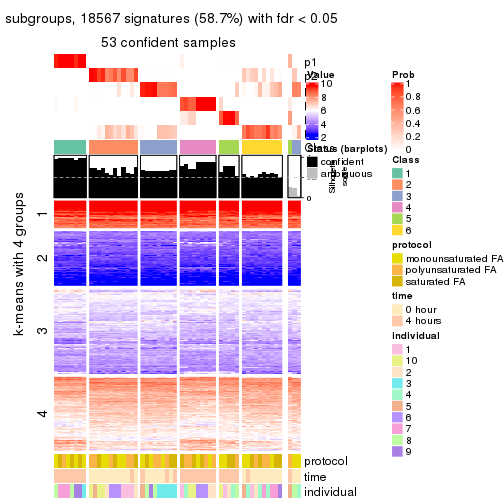 subgroups, 18567 signatures (58.7%) with fdr < 0.05
53 confident samples
p1
p2
Value
10
8
6
4
2
Status (barplots)
confident
ambiguous
Silhouette
score
0
k-means with 4 groups
1
2
3
4
protocol
time
individual
Prob
1
0.8
0.6
0.4
0.2
0
Class
1
2
3
4
5
6
protocol
monounsaturated FA
polyunsaturated FA
saturated FA
time
0 hour
4 hours
individual
1
10
2
3
4
5
6
7
8
9